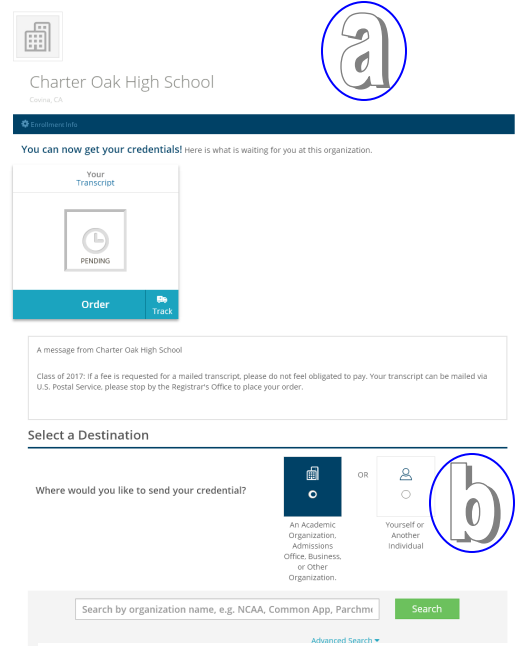 a
Charter Oak High School
Covina, CA
Enrollment Info
You can now get your credentials! Here is what is waiting for you at this organization.
Your
Transcript
PENDING
Order
Track
A message from Charter Oak High School
Class of 2017: If a fee is requested for a mailed transcript, please do not feel obligated to pay. Your transcript can be mailed via
U.S. Postal Service, please stop by the Registrar's Office to place your order.
Select a Destination
Where would you like to send your credential?
An Academic
Organization,
Admissions
Office, Business,
or Other
Organization.
OR
Yourself or
Another
Individual
b
Search by organization name, e.g. NCAA, Common App, Parchme
Search
Advanced Search